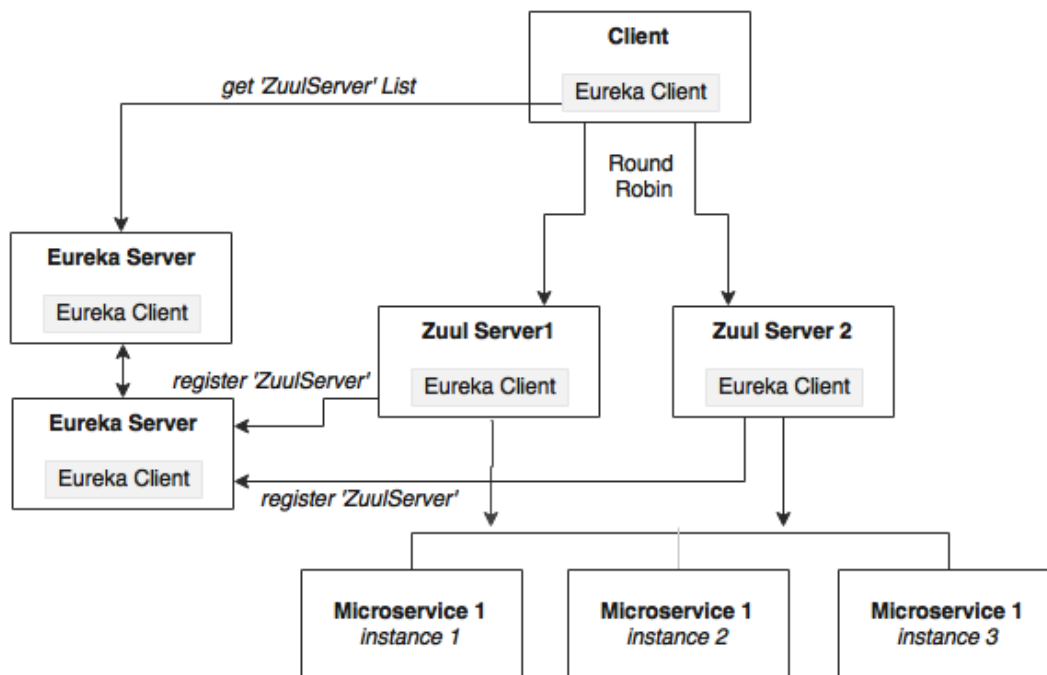 Client
get 'ZuulServer' List
Eureka Client
Round
Robin
Eureka Server
Eureka Client
Zuul Server1
Eureka Client
Zuul Server 2
Eureka Client
register 'ZuulServer'
Eureka Server
Eureka Client
register 'ZuulServer'
Microservice 1
instance 1
Microservice 1
instance 2
Microservice 1
instance 3